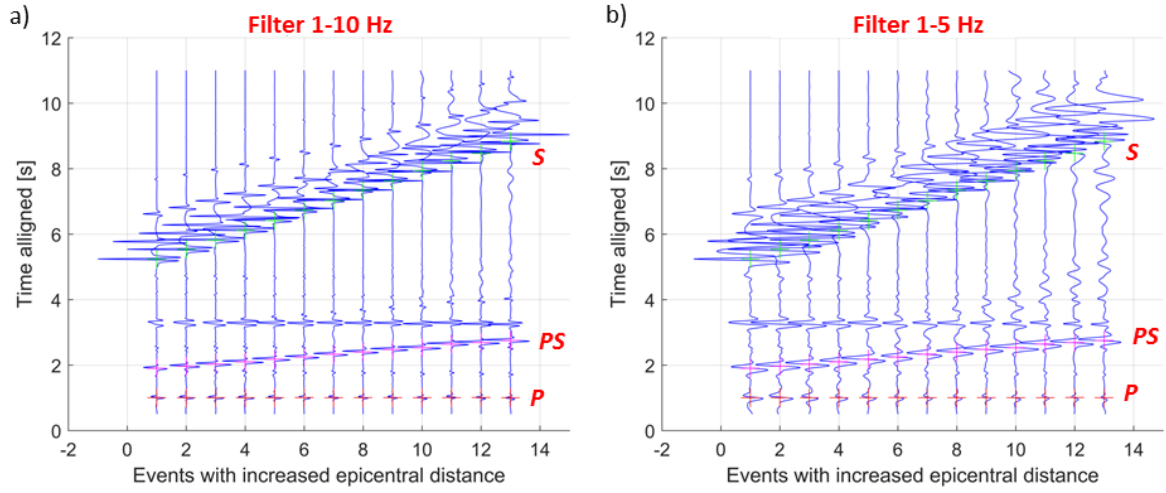 a)
Filter 1-10 Hz
12
10
8
6
4
2
0
Time alligned [s]
S
PS
P
-2 0 2 4 6 8 10 12 14
Events with increased epicentral distance
b)
Filter 1-5 Hz
12
10
8
6
4
2
0
Time alligned [s]
S
PS
P
-2 0 2 4 6 8 10 12 14
Events with increased epicentral distance